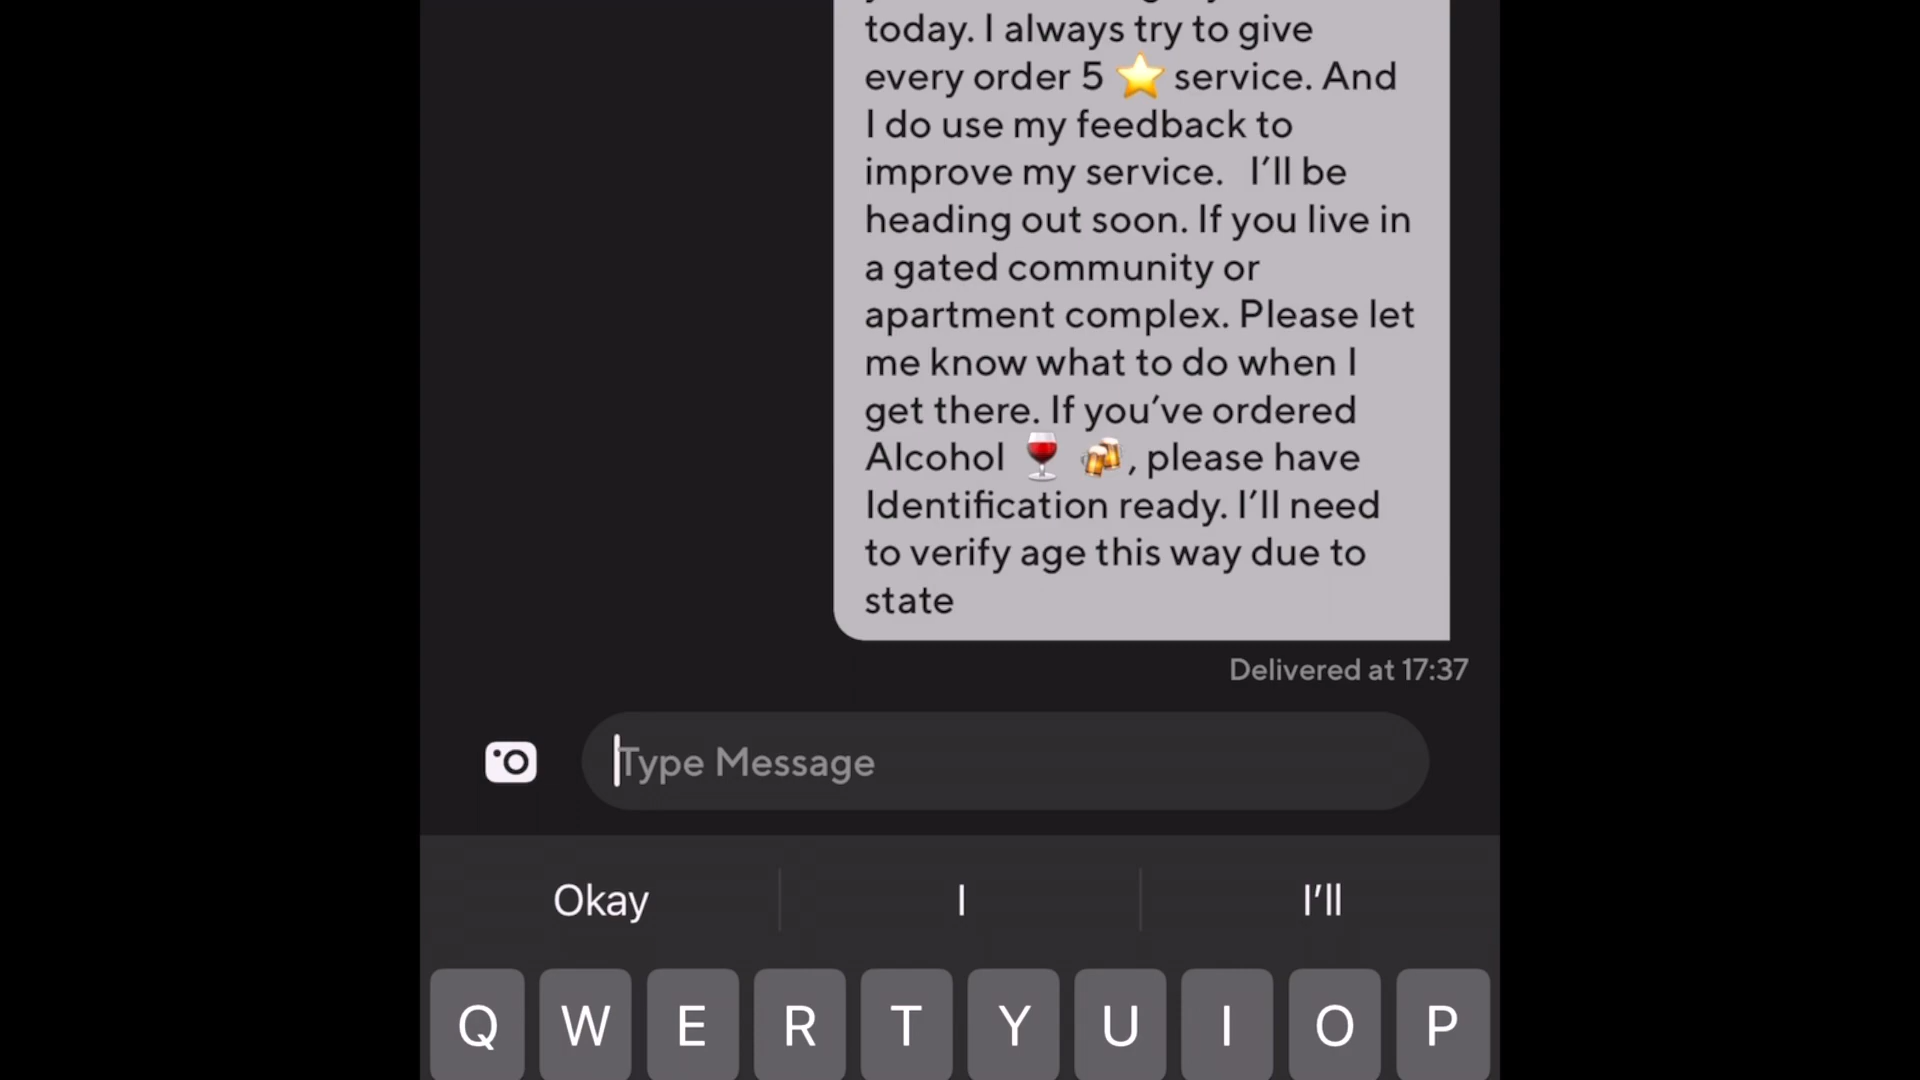 today. I always try to give
every order 5 ⭐ service. And
I do use my feedback to
improve my service. I’ll be
heading out soon. If you live in
a gated community or
apartment complex. Please let
me know what to do when I
get there. If you’ve ordered
Alcohol 🍷 🍻, please have
Identification ready. I’ll need
to verify age this way due to
state
Delivered at 17:37
Type Message
Okay I I’ll
Q W E R T Y U I O P